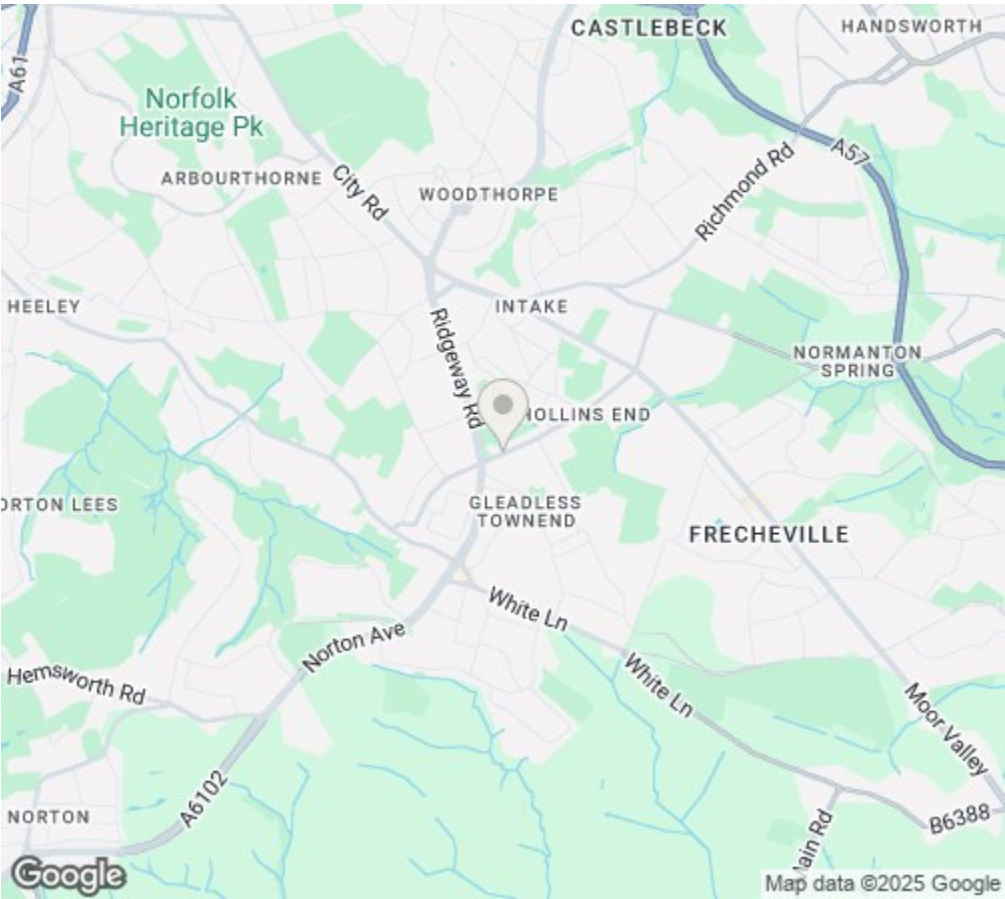 CASTLEBECK
HANDSWORTH
A61
Norfolk
Heritage Pk
A57
Richmond Rd
ARBOURTHORNE
City Rd
WOODTHORPE
HEELEY
INTAKE
Ridgeway Rd
NORMANTON
SPRING
HOLLINS END
ORTON LEES
GLEADLESS
TOWNEND
FRECHEVILLE
White Ln
Norton Ave
Hemsworth Rd
White Ln
Moor Valley
A6102
NORTON
B6388
Main Rd
Google
Map data ©2025 Google